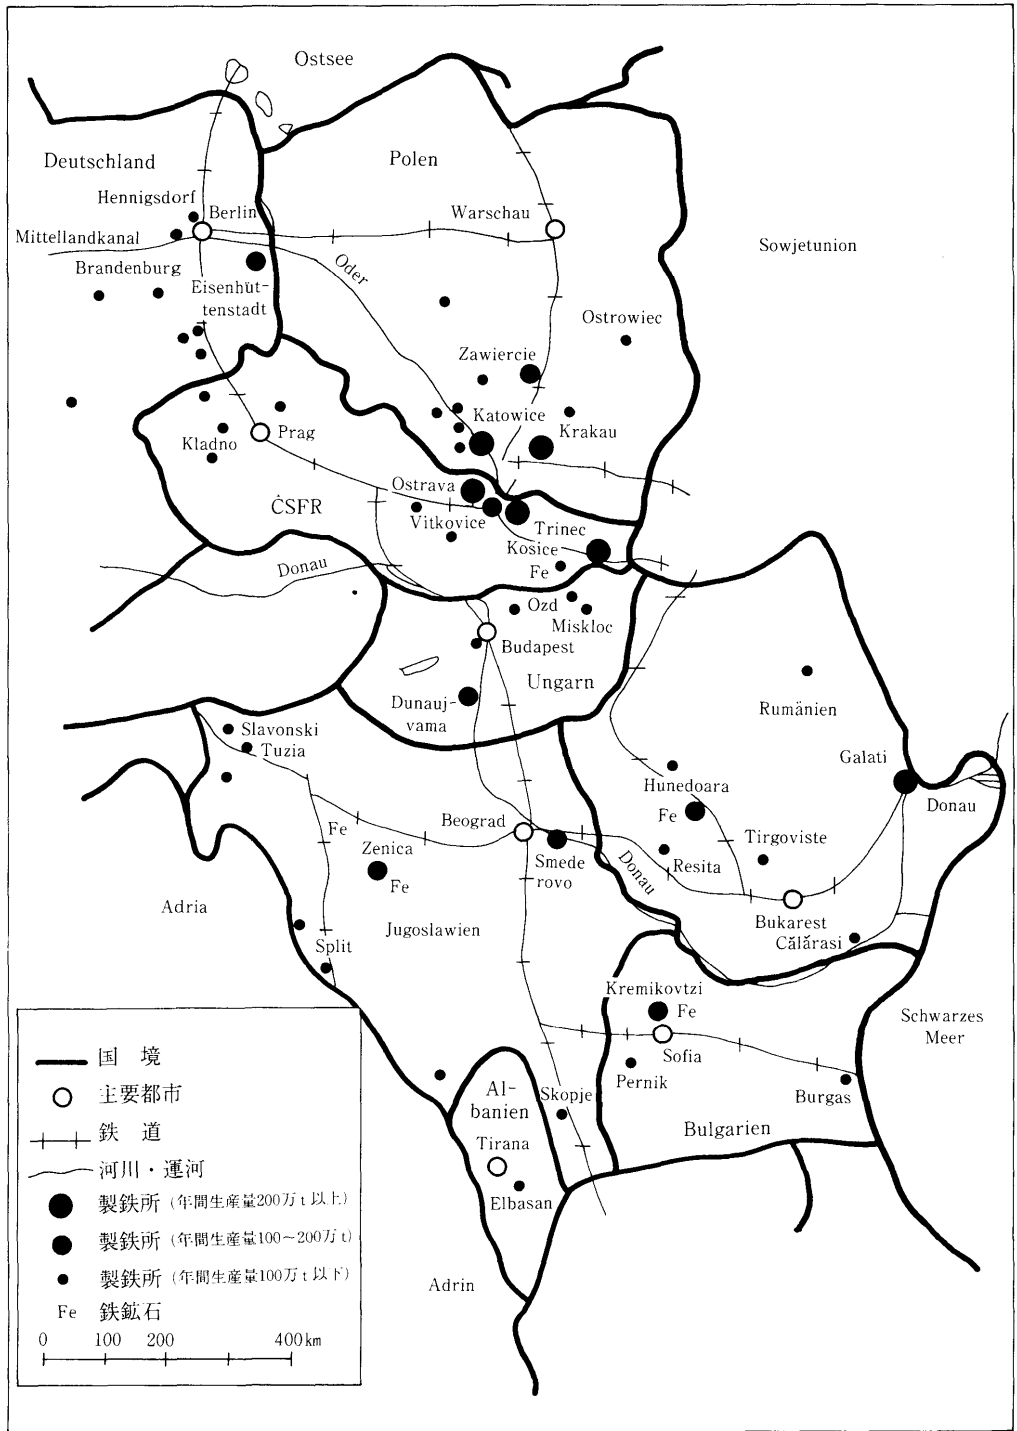 Ostsee
Deutschland
Polen
Hennigsdorf
Berlin
Warschau
Mittellandkanal
Sowjetunion
Brandenburg
Oder
Eisenhüt-
tenstadt
Ostrowiec
Zawiercie
Katowice
Krakau
Kladno
Prag
Ostrava
ČSFR
Vitkovice
Trinec
Kosice
Fe
Donau
Ozd
Miskloc
Budapest
Ungarn
Dunauj-
vama
Rumänien
Slavonski
Tuzia
Galati
Hunedoara
Fe
Donau
Beograd
Fe
Zenica
Fe
Smede
rovo
Donau
Resita
Tirgoviste
Adria
Jugoslawien
Split
Bukarest
Călărasi
Kremikovtzi
Fe
Sofia
Schwarzes
Meer
Pernik
Burgas
Al-
banien
Skopje
Bulgarien
Tirana
Elbasan
Adrin
国 境
主要都市
鉄 道
河川・運河
製鉄所 (年間生産量200万t以上)
製鉄所 (年間生産量100~200万t)
製鉄所 (年間生産量100万t以下)
Fe 鉄鉱石
0 100 200 400km